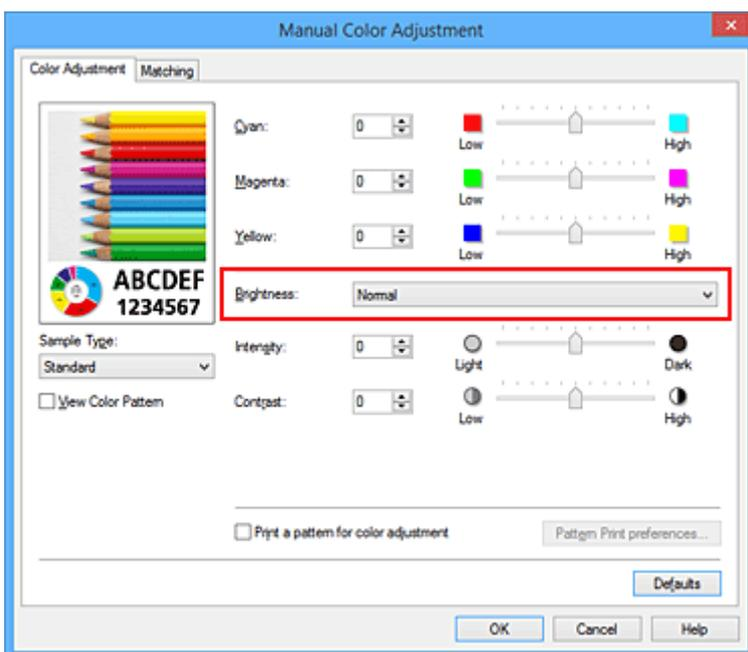 Manual Color Adjustment
Color Adjustment Matching
Cyan: 0 Low High
Magenta: 0 Low High
Yellow: 0 Low High
ABCDEF
1234567
Brightness: Normal
Sample Type:
Standard
View Color Pattern
Intensity: 0 Light Dark
Contrast: 0 Low High
Print a pattern for color adjustment Pattern Print preferences...
Defaults
OK Cancel Help